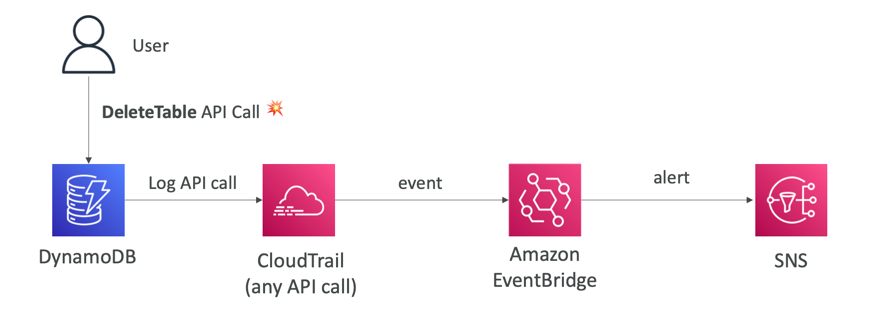 User
DeleteTable API Call
Log API call
event
alert
DynamoDB
CloudTrail
(any API call)
Amazon
EventBridge
SNS